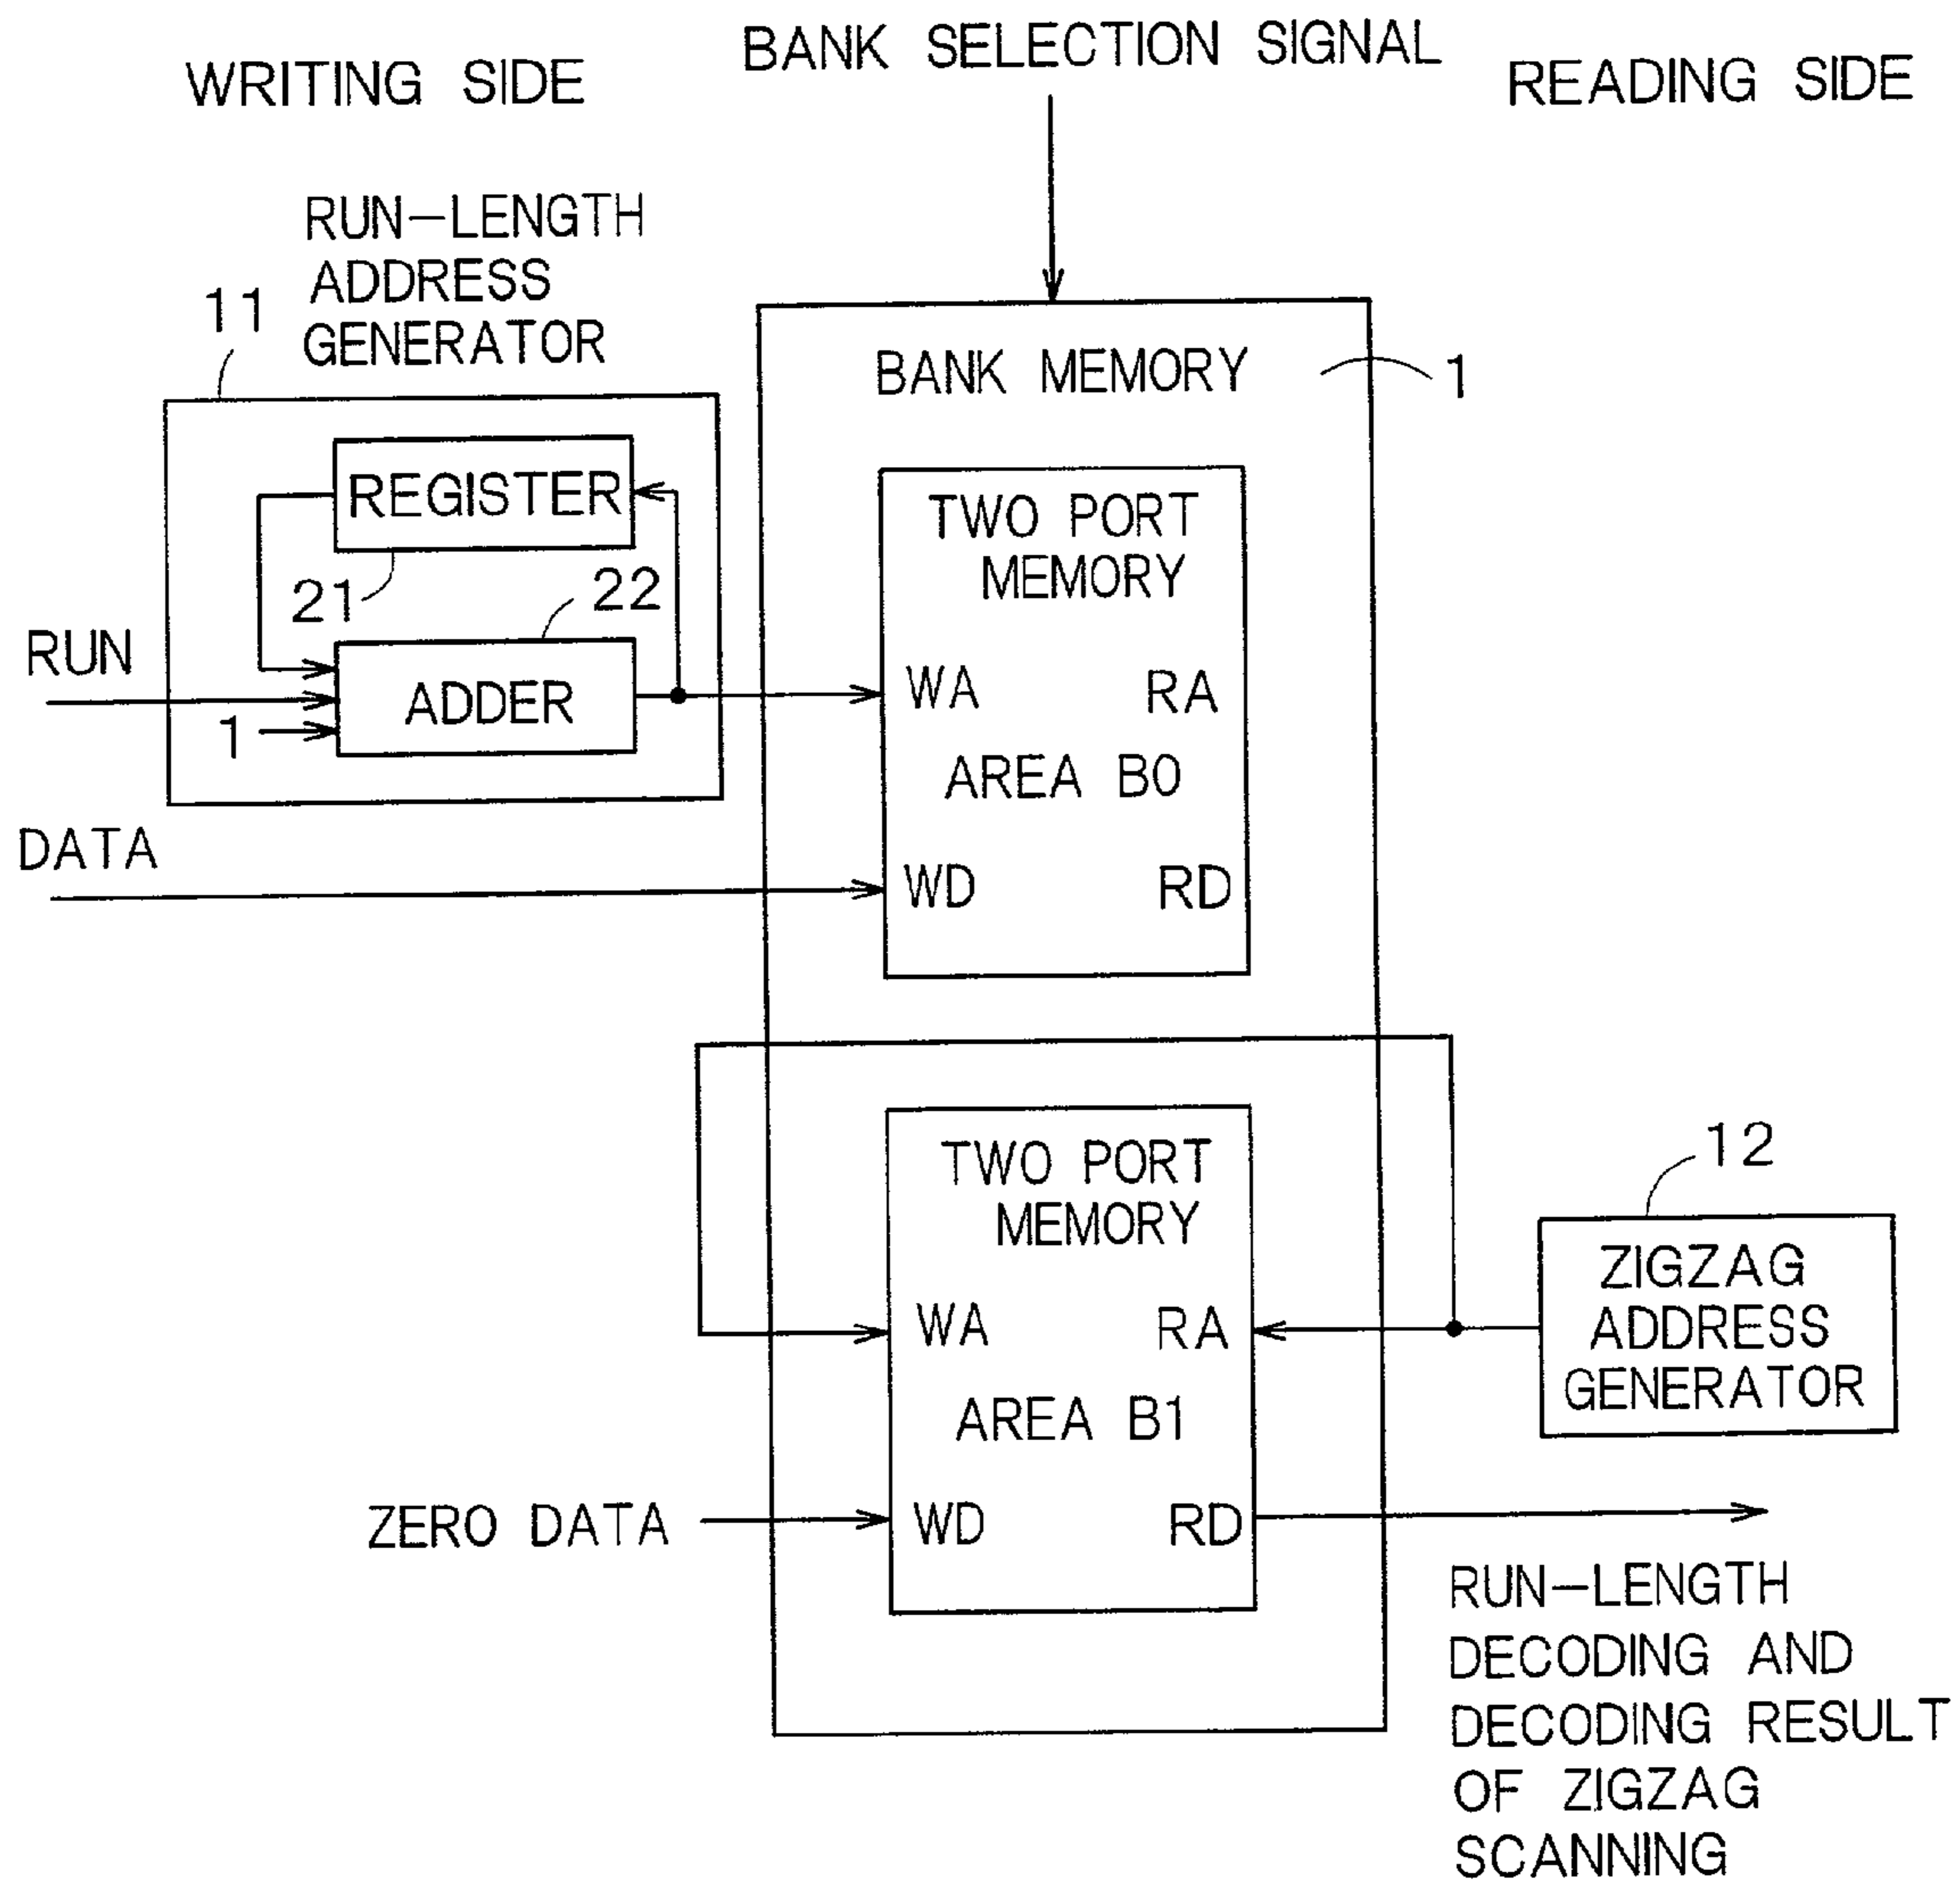 BANK SELECTION SIGNAL
WRITING SIDE
READING SIDE
RUN-LENGTH
ADDRESS
GENERATOR
11
BANK MEMORY
1
REGISTER
TWO PORT
MEMORY
21
22
RUN
ADDER
1
WA
RA
AREA B0
DATA
WD
RD
TWO PORT
MEMORY
12
ZIGZAG
ADDRESS
GENERATOR
WA
RA
AREA B1
ZERO DATA
WD
RD
RUN-LENGTH
DECODING AND
DECODING RESULT
OF ZIGZAG
SCANNING